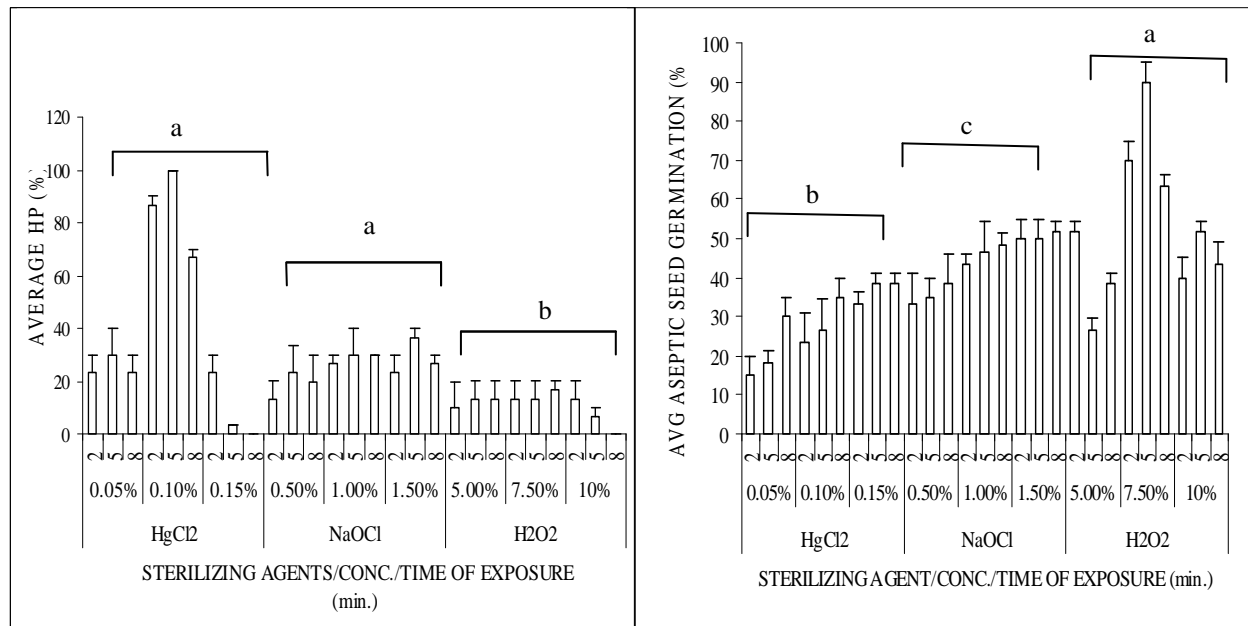 a
a
b
AVERAGE HP (%)
120
100
80
60
40
20
0
2 5 8 2 5 8 2 5 8 2 5 8 2 5 8 2 5 8 2 5 8 2 5 8 2 5 8
0.05% 0.10% 0.15% 0.50% 1.00% 1.50% 5.00% 7.50% 10%
HgCl2 NaOCl H2O2
STERILIZING AGENTS/CONC./TIME OF EXPOSURE
(min.)
a
c
b
AVG ASEPTIC SEED GERMINATION (%
100
90
80
70
60
50
40
30
20
10
0
2 5 8 2 5 8 2 5 8 2 5 8 2 5 8 2 5 8 2 5 8 2 5 8 2 5 8
0.05% 0.10% 0.15% 0.50% 1.00% 1.50% 5.00% 7.50% 10%
HgCl2 NaOCl H2O2
STERILIZING AGENT/CONC./TIME OF EXPOSURE (min.)